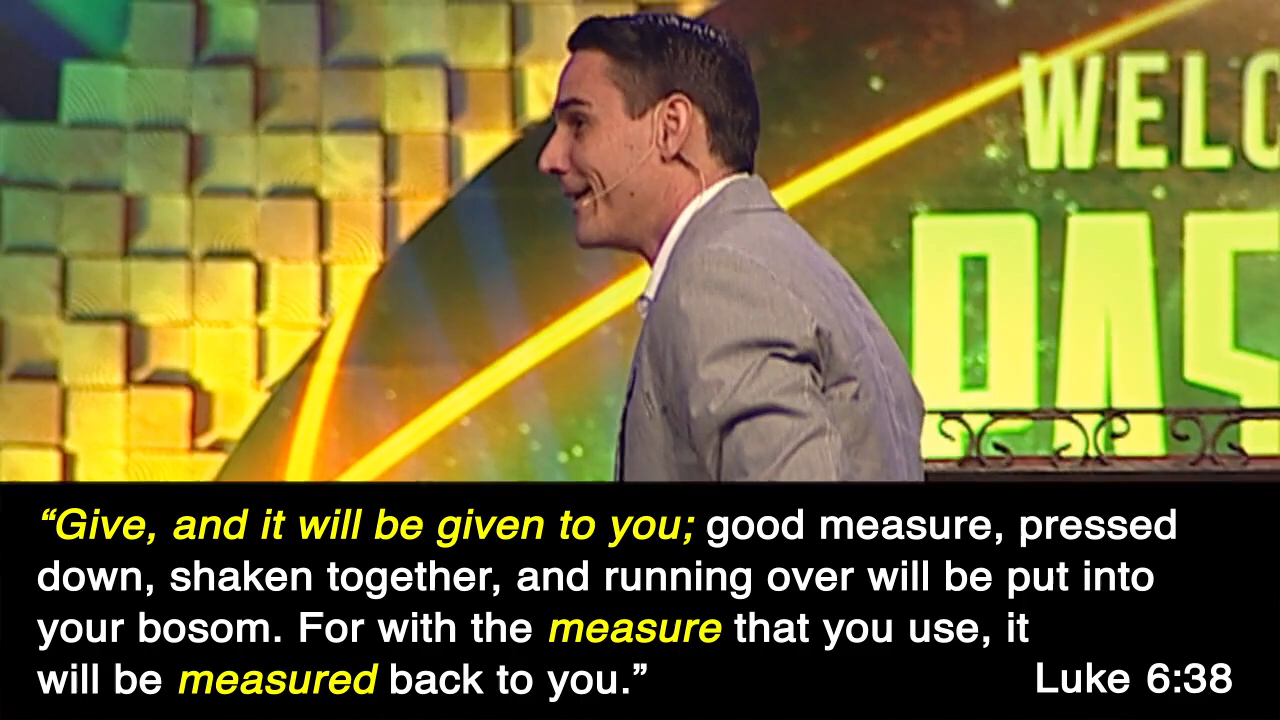 WELC
PAS
“Give, and it will be given to you; good measure, pressed
down, shaken together, and running over will be put into
your bosom. For with the measure that you use, it
will be measured back to you.”
Luke 6:38